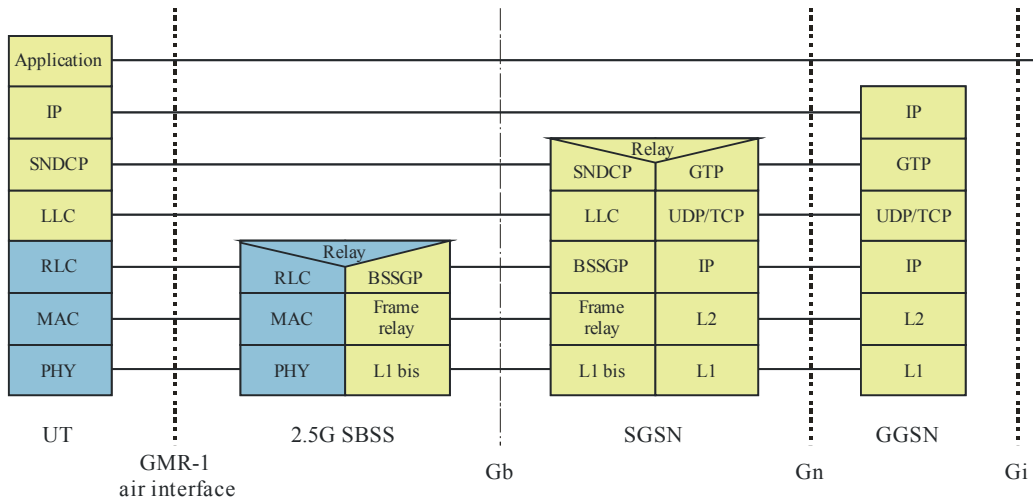 Application
IP
IP
Relay
SNDCP
SNDCP
GTP
GTP
LLC
LLC
UDP/TCP
UDP/TCP
Relay
RLC
RLC
BSSGP
BSSGP
IP
IP
MAC
MAC
Frame
relay
Frame
relay
L2
L2
PHY
PHY
L1 bis
L1 bis
L1
L1
UT
2.5G SBSS
SGSN
GGSN
GMR-1
air interface
Gb
Gn
Gi